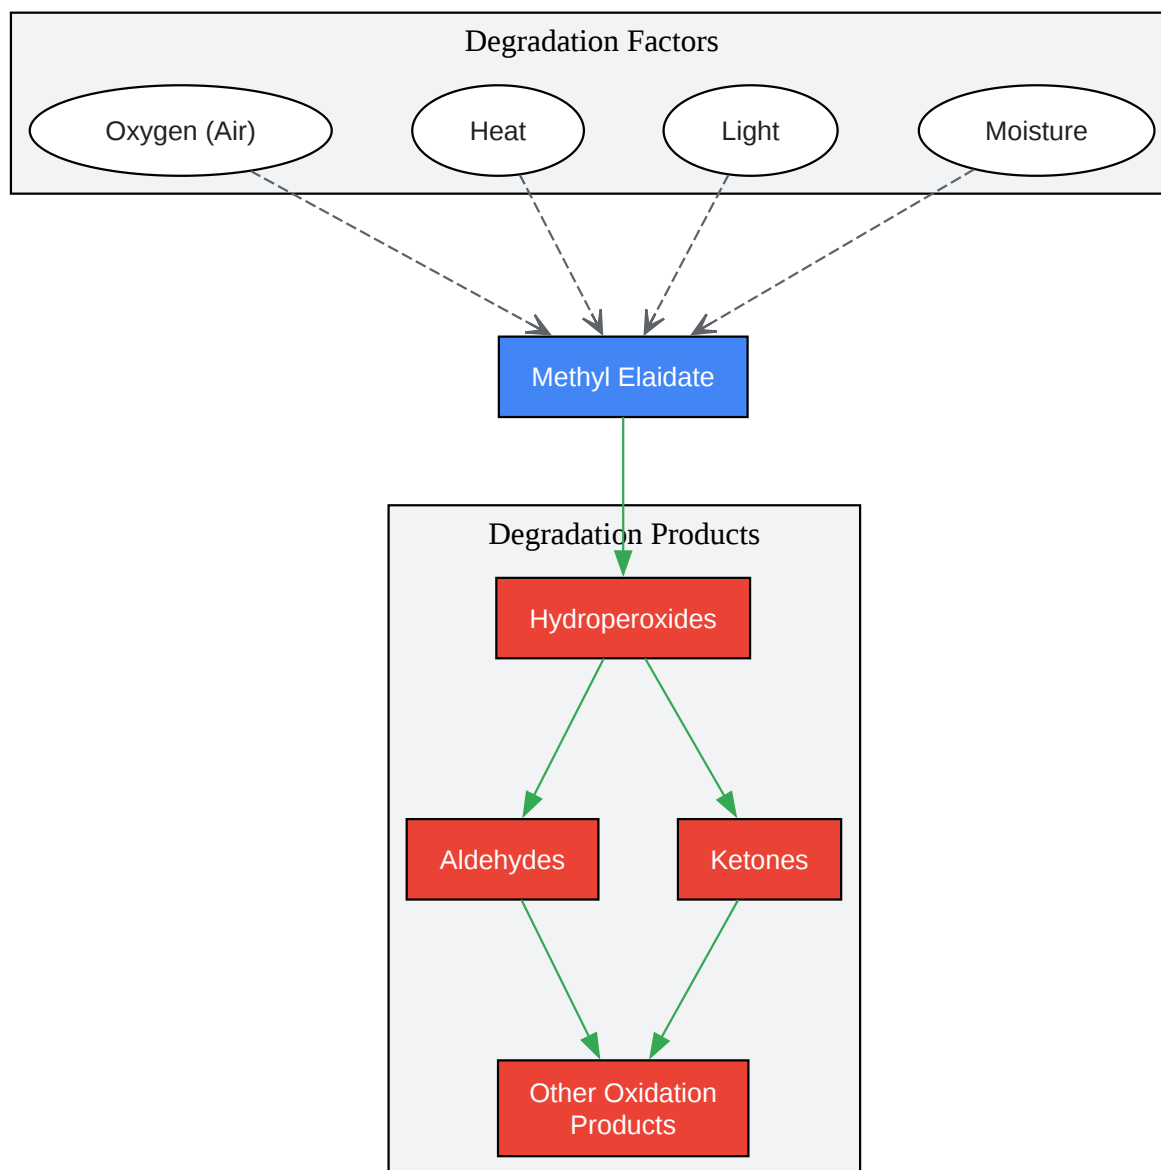 Degradation Factors
Oxygen (Air)
Heat
Light
Moisture
Methyl Elaidate
Degradation Products
Hydroperoxides
Aldehydes
Ketones
Other Oxidation
Products